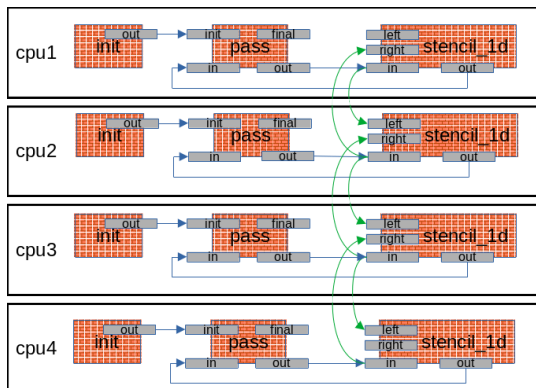 out init final left
init pass right stencil_1d
cpu1
in out in out
out init final left
init pass right stencil_1d
cpu2
in out in out
out init final left
init pass right stencil_1d
cpu3
in out in out
out init final left
init pass right stencil_1d
cpu4
in out in out